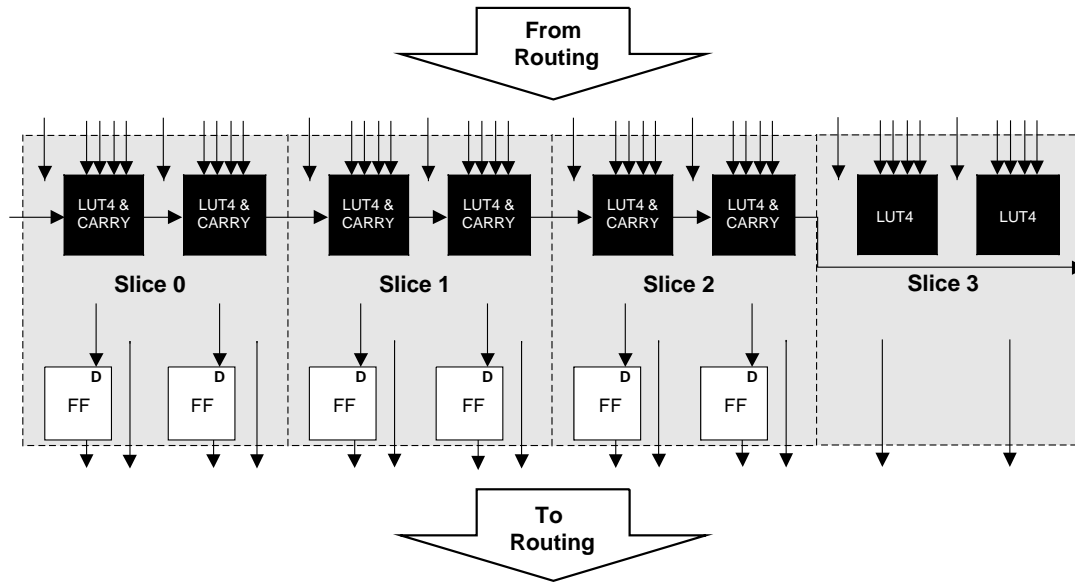 From
Routing
LUT4 &
CARRY
LUT4 &
CARRY
LUT4 &
CARRY
LUT4 &
CARRY
LUT4 &
CARRY
LUT4 &
CARRY
LUT4
LUT4
Slice 0
Slice 1
Slice 2
Slice 3
D
FF
D
FF
D
FF
D
FF
D
FF
D
FF
To
Routing